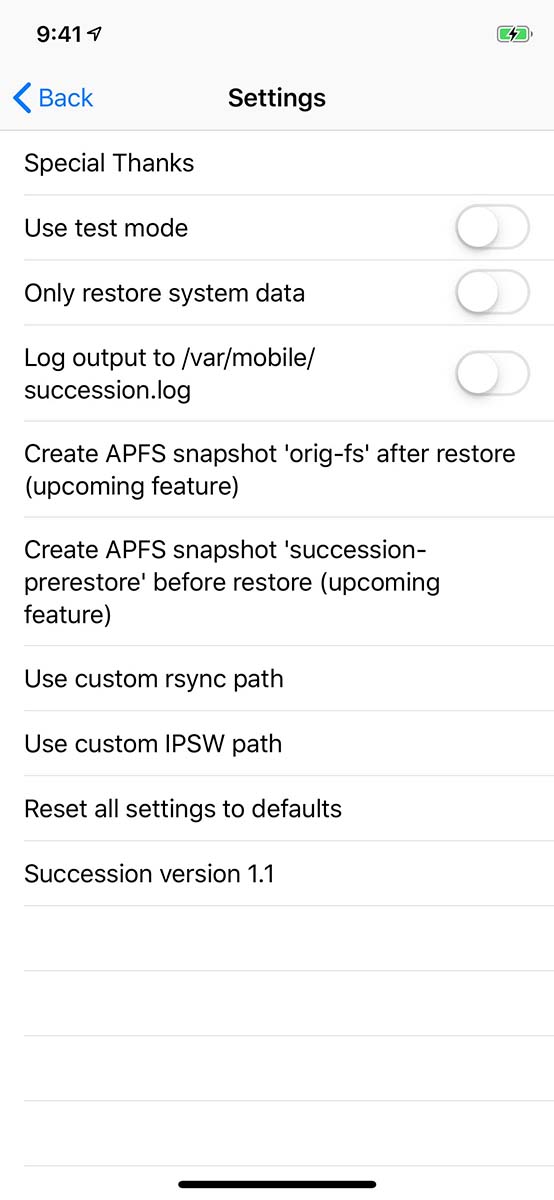 9:41
Back
Settings
Special Thanks
Use test mode
Only restore system data
Log output to /var/mobile/
succession.log
Create APFS snapshot 'orig-fs' after restore
(upcoming feature)
Create APFS snapshot 'succession-
prerestore' before restore (upcoming
feature)
Use custom rsync path
Use custom IPSW path
Reset all settings to defaults
Succession version 1.1